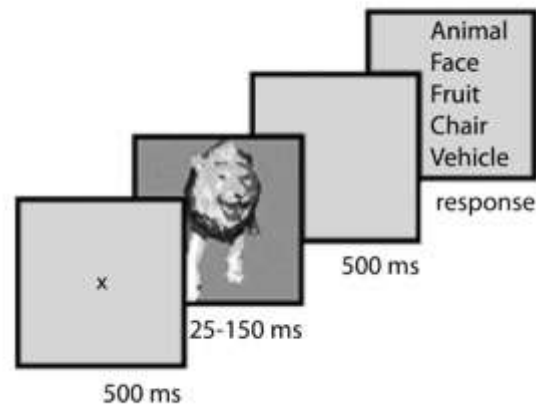 Animal
Face
Fruit
Chair
Vehicle
response
500 ms
x
25-150 ms
500 ms